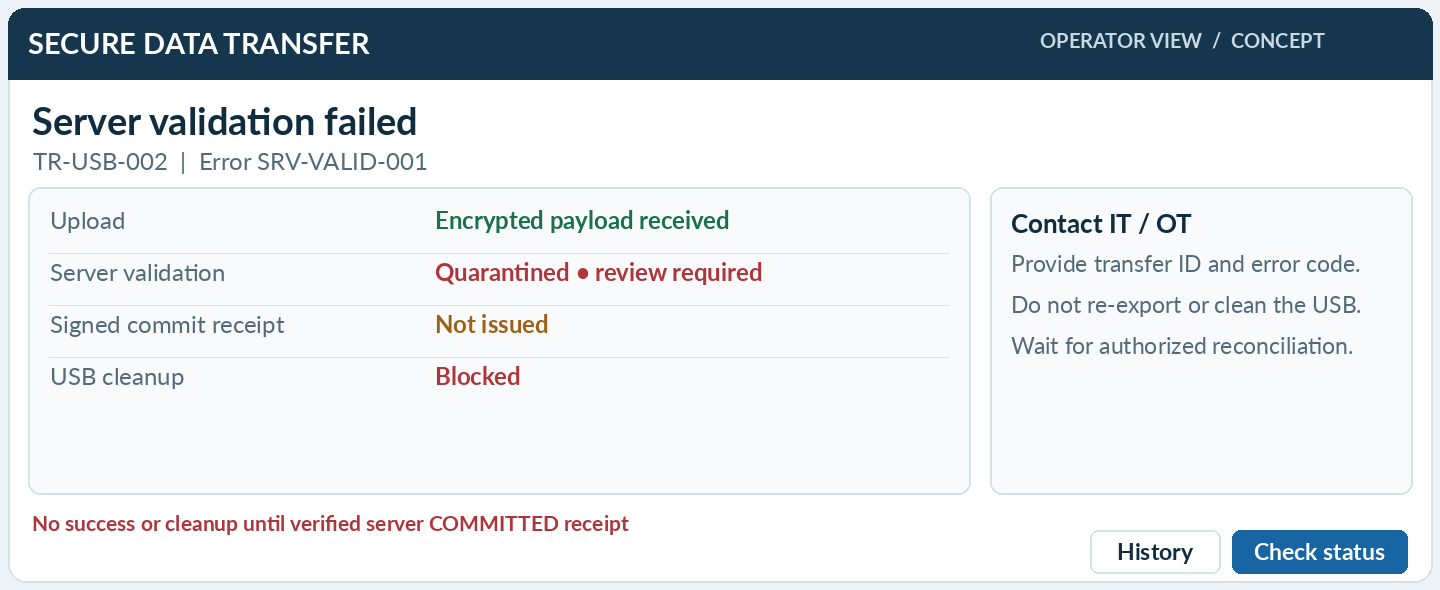 SECURE DATA TRANSFER
OPERATOR VIEW / CONCEPT
Server validation failed
TR-USB-002 | Error SRV-VALID-001
Upload Encrypted payload received
Server validation Quarantined • review required
Signed commit receipt Not issued
USB cleanup Blocked
Contact IT / OT
Provide transfer ID and error code.
Do not re-export or clean the USB.
Wait for authorized reconciliation.
No success or cleanup until verified server COMMITTED receipt
History
Check status